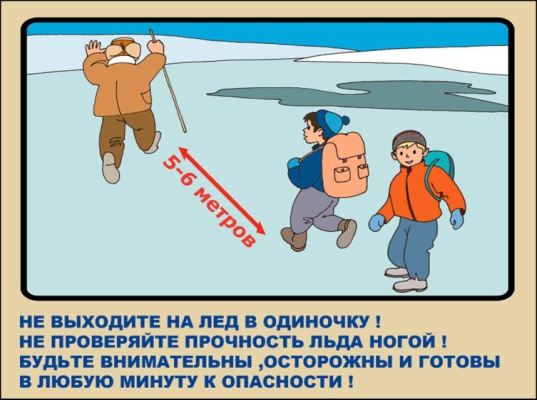 5-6 метров
НЕ ВЫХОДИТЕ НА ЛЕД В ОДИНОЧКУ !
НЕ ПРОВЕРЯЙТЕ ПРОЧНОСТЬ ЛЬДА НОГОЙ !
БУДЬТЕ ВНИМАТЕЛЬНЫ ,ОСТОРОЖНЫ И ГОТОВЫ
В ЛЮБУЮ МИНУТУ К ОПАСНОСТИ !